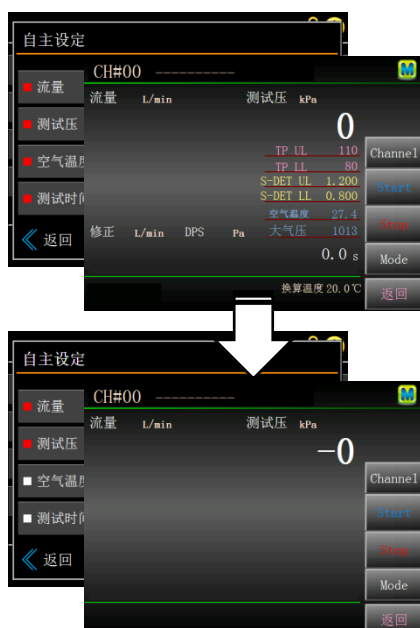 自主设定
CH#00 ----------
M
流量
流量 L/min 测试压 kPa
测试压
0
TP UL 110
Channel
空气温
TP LL 80
S-DET UL 1.200
Start
测试时
S-DET LL 0.800
空气温度 27.4
Stop
返回
修正 L/min DPS Pa 大气压 1013
0.0 s
Mode
换算温度 20.0℃
返回
自主设定
CH#00 ----------
M
流量
流量 L/min 测试压 kPa
测试压
-0
空气温
Channel
测试时
Start
返回
Stop
Mode
返回